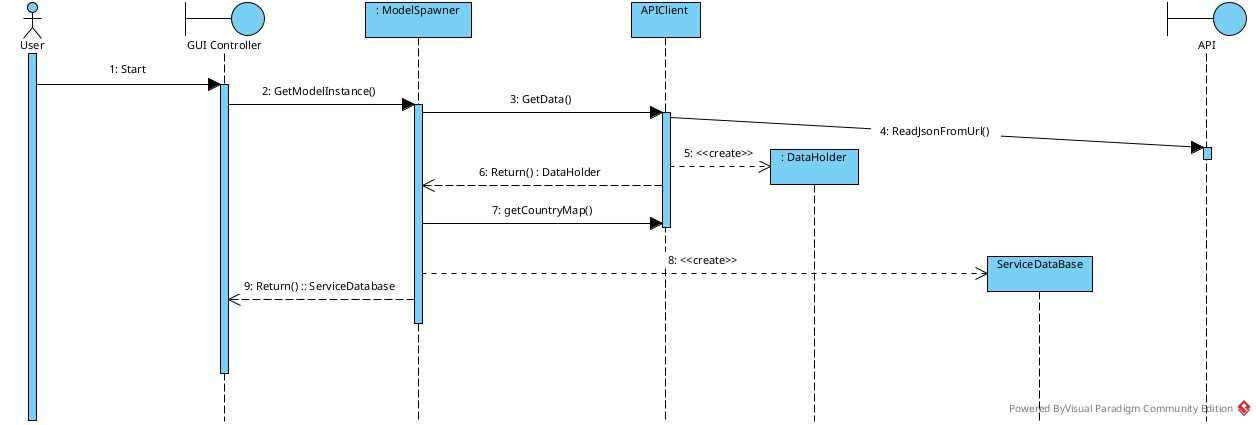 : ModelSpawner
APIClient
User
GUI Controller
API
1: Start
2: GetModelInstance()
3: GetData()
4: ReadJsonFromUrl()
5: <<create>>
: DataHolder
6: Return() : DataHolder
7: getCountryMap()
8: <<create>>
ServiceDataBase
9: Return() :: ServiceDatabase
Powered ByVisual Paradigm Community Edition